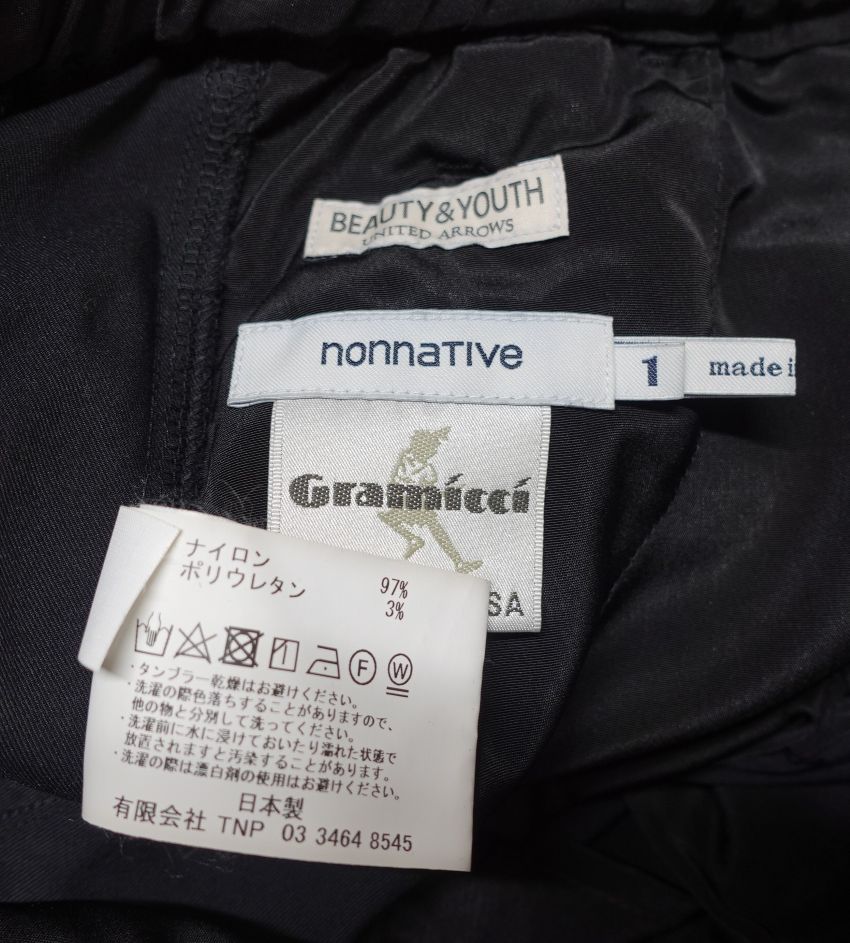 BEAUTY&YOUTH
UNITED ARROWS
nonnative
1
made i
Gramicci
SA
ナイロン 97%
ポリウレタン 3%
F W
・タンブラー乾燥はお避けください。
・洗濯の際色落ちすることがありますので、
他の物と分別して洗ってください。
・洗濯前に水に浸けておいたり濡れた状態で
放置されますと汚染することがあります。
・洗濯の際は漂白剤の使用はお避けください。
日本製
有限会社 TNP 03 3464 8545